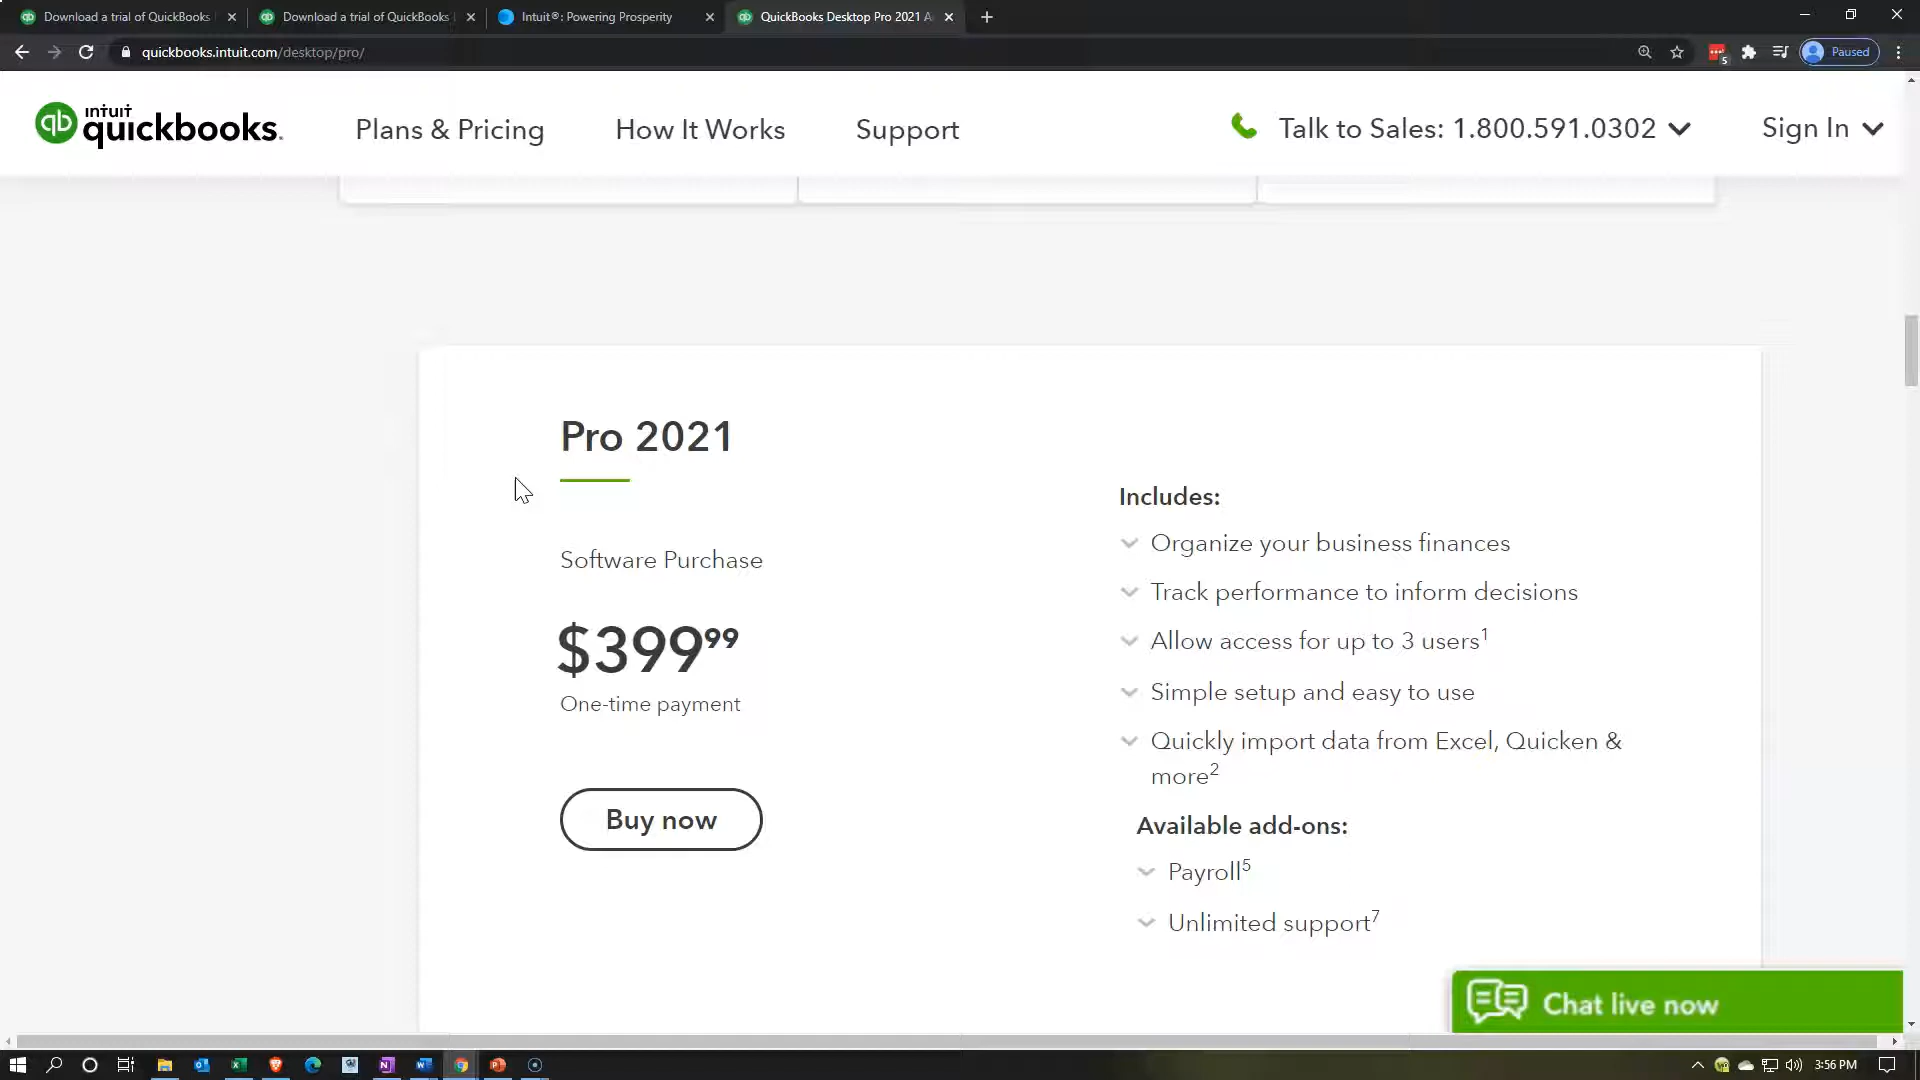 Download a trial of QuickBooks
Download a trial of QuickBooks
Intuit®: Powering Prosperity
QuickBooks Desktop Pro 2021 A
quickbooks.intuit.com/desktop/pro/
5
Paused
ıntuıt
quickbooks.
Plans & Pricing
How It Works
Support
Talk to Sales: 1.800.591.0302
Sign In
Pro 2021
Software Purchase
$399⁹⁹
One-time payment
Buy now
Includes:
Organize your business finances
Track performance to inform decisions
Allow access for up to 3 users¹
Simple setup and easy to use
Quickly import data from Excel, Quicken &
more²
Available add-ons:
Payroll⁵
Unlimited support⁷
Chat live now
3:56 PM